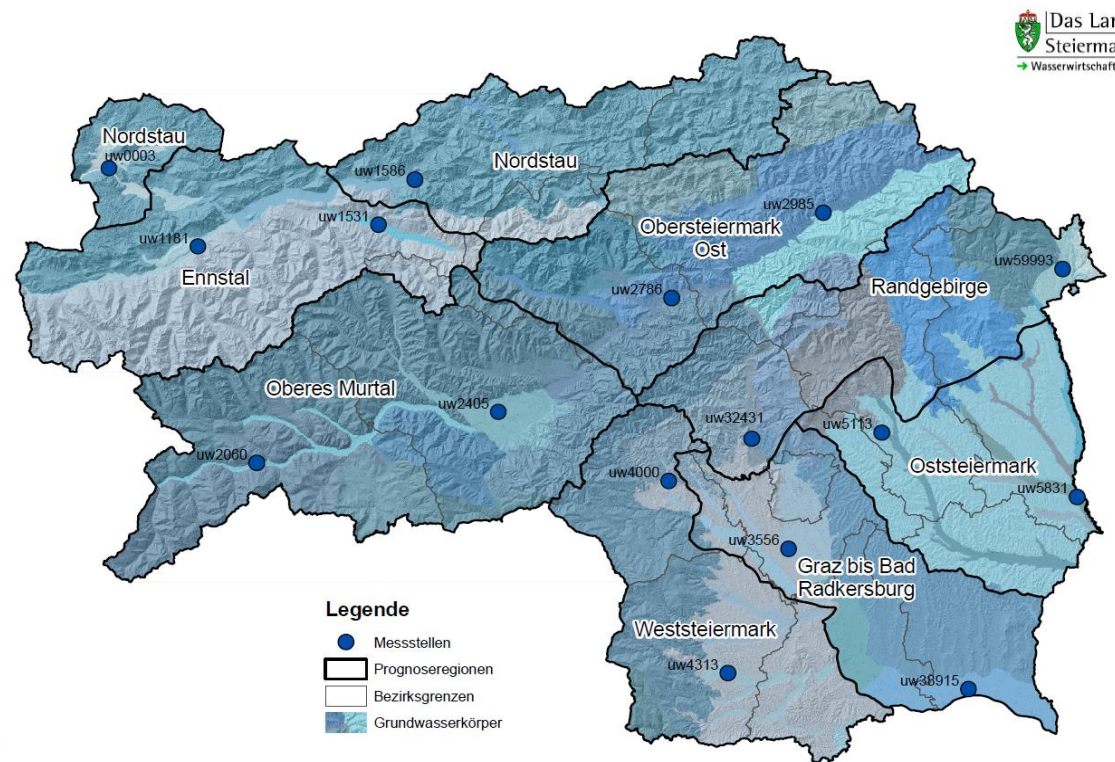 Das Lan
Steierma
→ Wasserwirtschaft
Nordstau
uw0003
uw1586
Nordstau
uw1531
uw1181
Ennstal
Obersteiermark
Ost
uw2985
uw2786
Randgebirge
uw59993
Oberes Murtal
uw2405
uw2060
uw32431
uw5113
Oststeiermark
uw5831
uw4000
uw3556
Graz bis Bad
Radkersburg
Weststeiermark
uw4313
uw38915
Legende
Messstellen
Prognoseregionen
Bezirksgrenzen
Grundwasserkörper